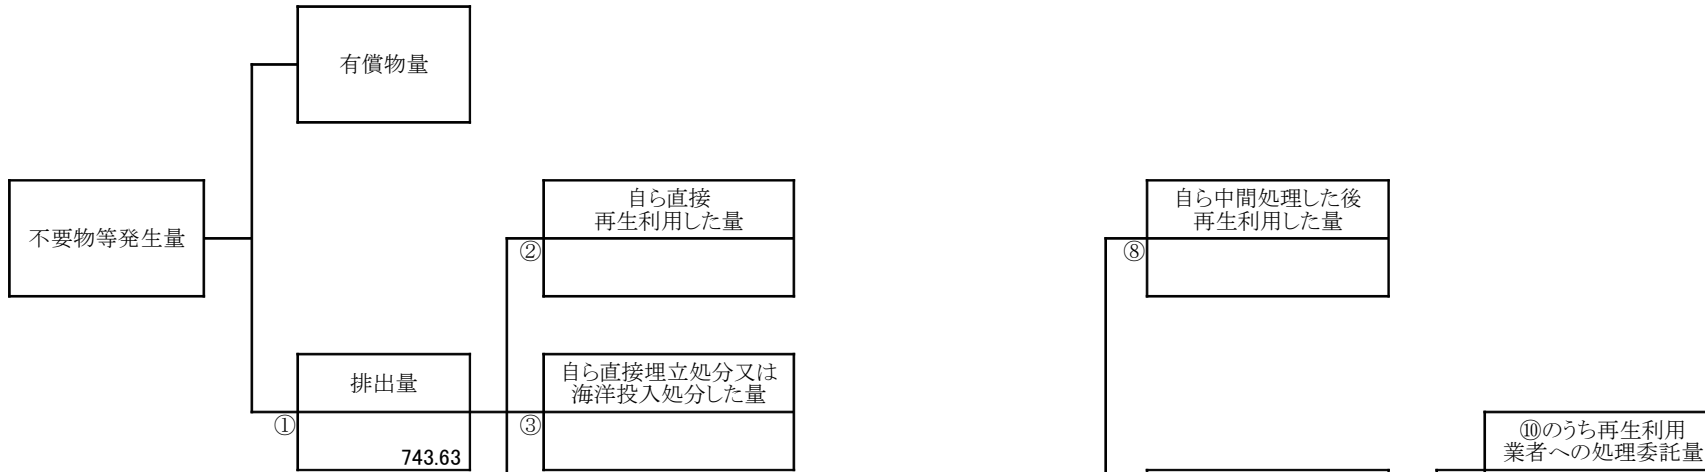 有償物量
不要物等発生量
自ら直接
再生利用した量
②
自ら中間処理した後
再生利用した量
⑧
排出量
①
743.63
自ら直接埋立処分又は
海洋投入処分した量
③
⑩のうち再生利用
業者への処理委託量